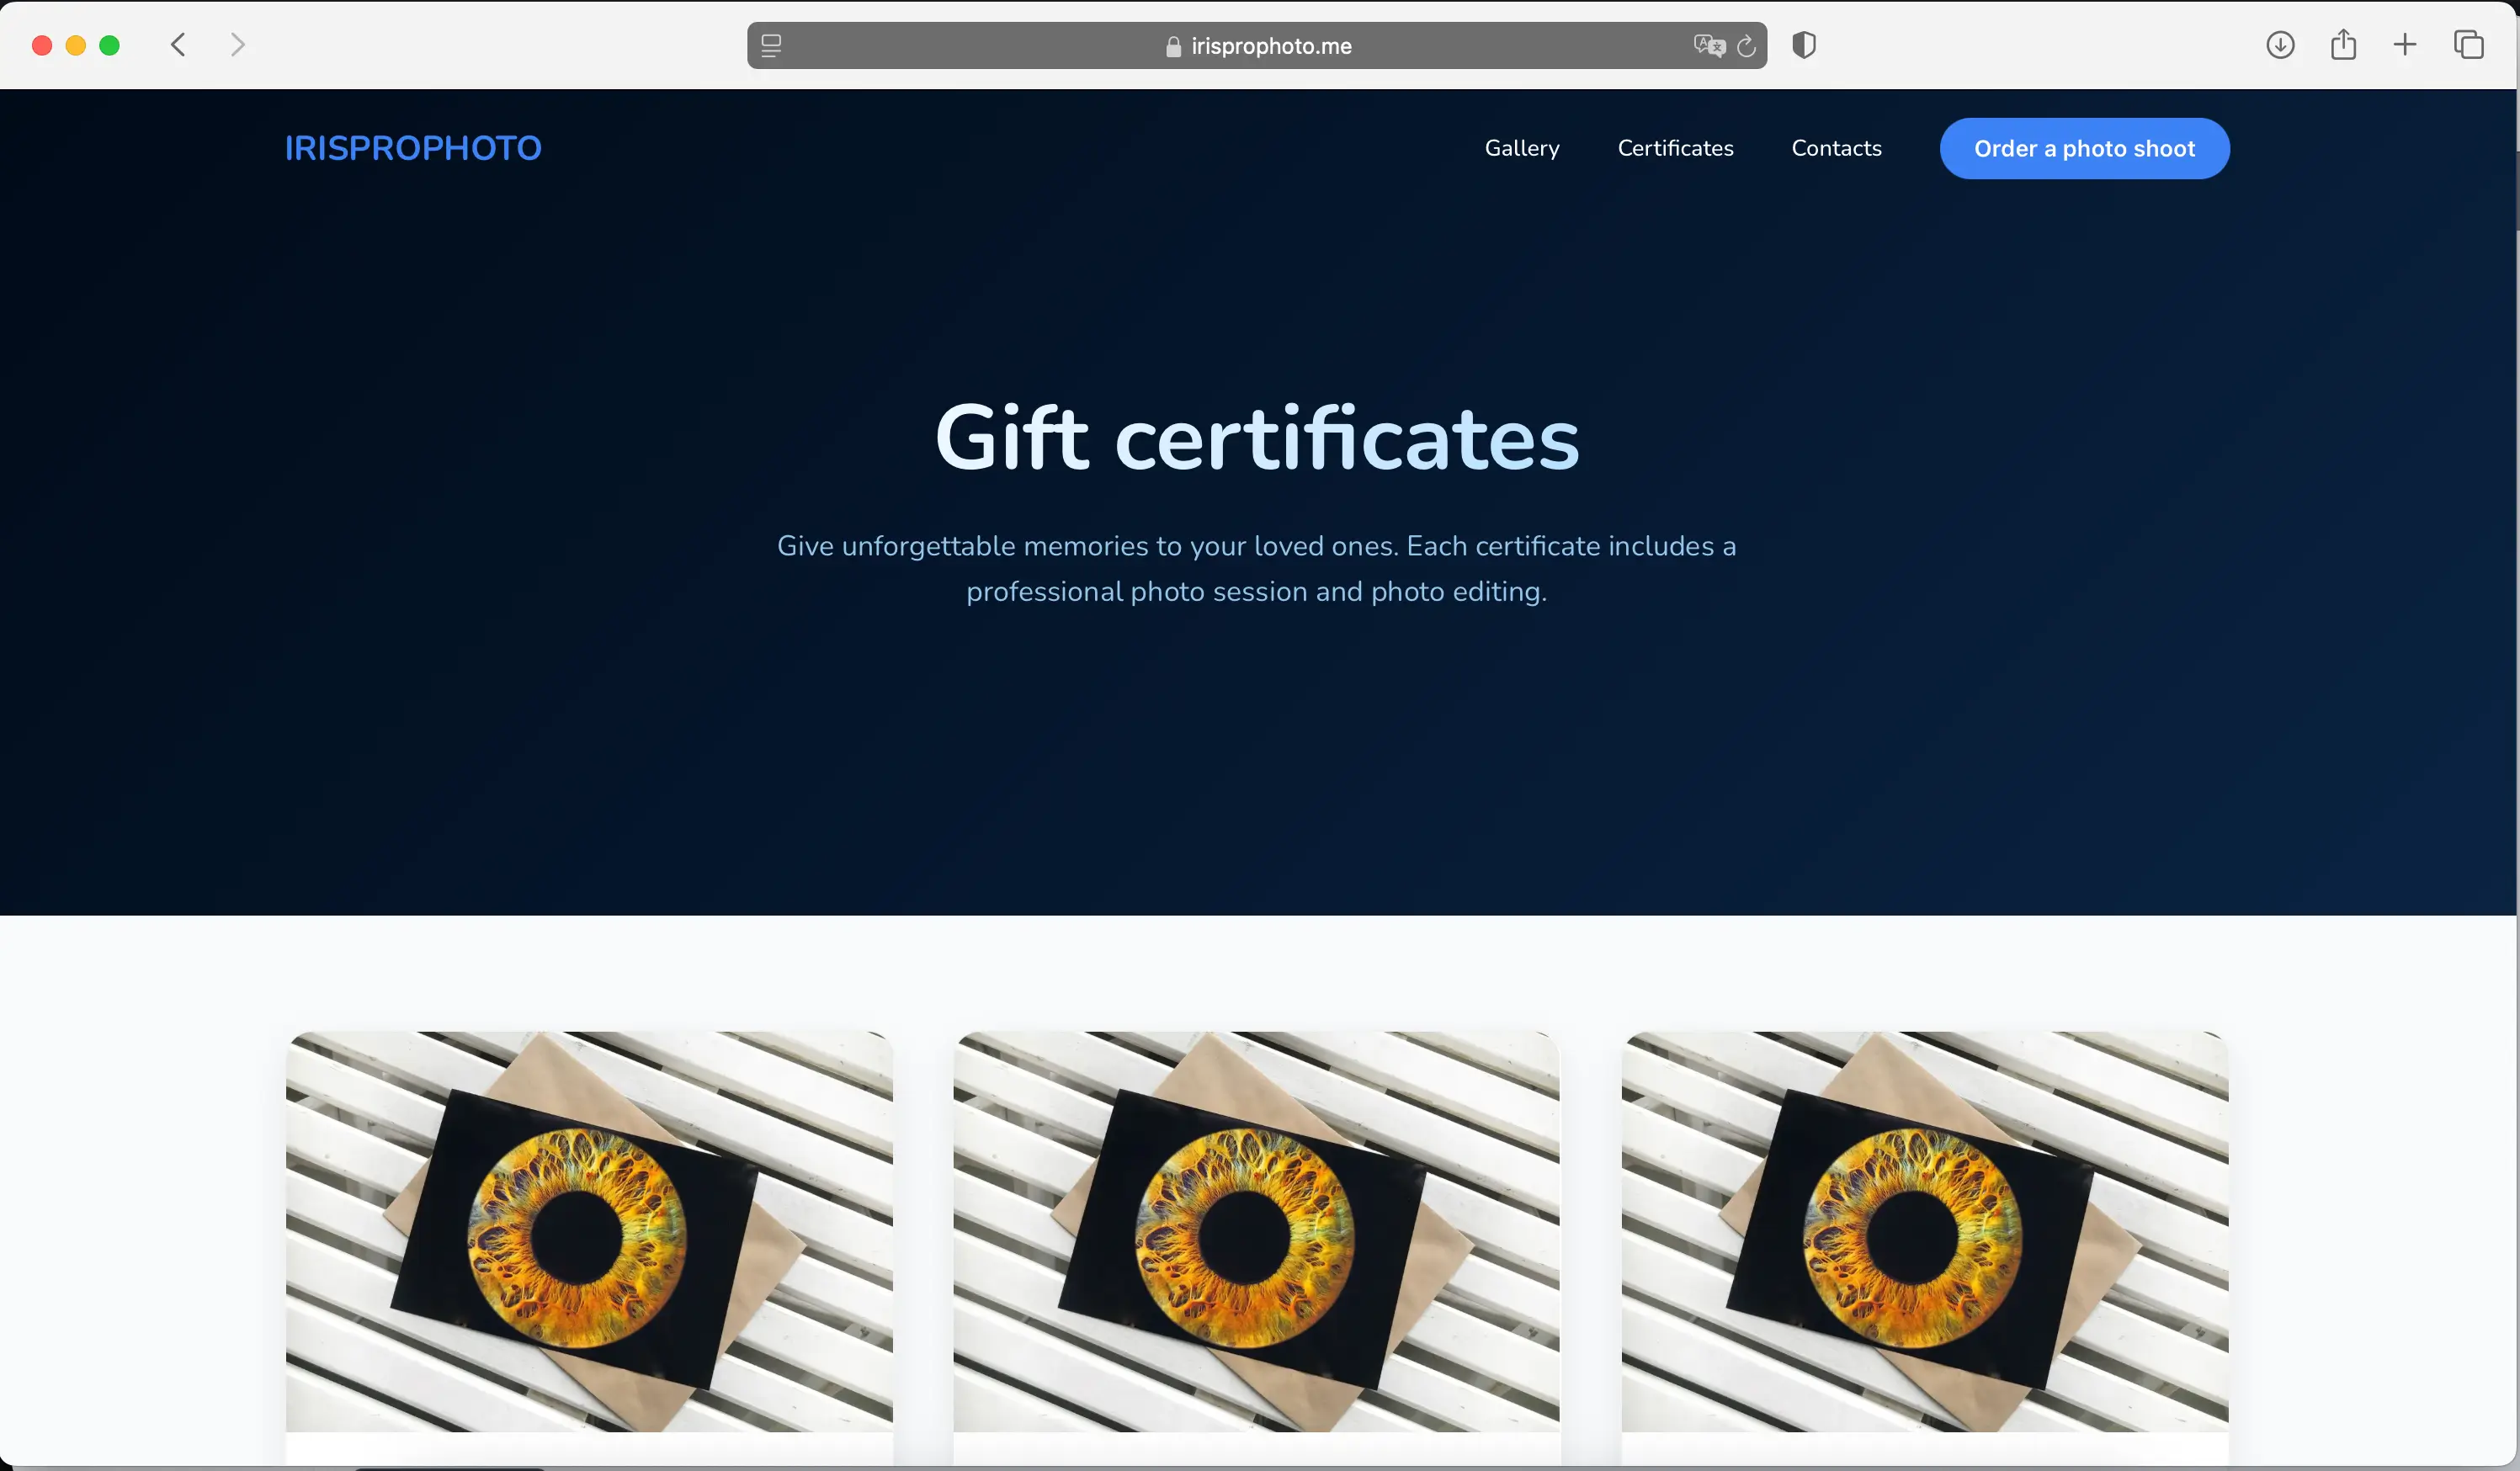 irisprophoto.me
IRISPROPHOTO
Gallery
Certificates
Contacts
Order a photo shoot
Gift certificates
Give unforgettable memories to your loved ones. Each certificate includes a
professional photo session and photo editing.